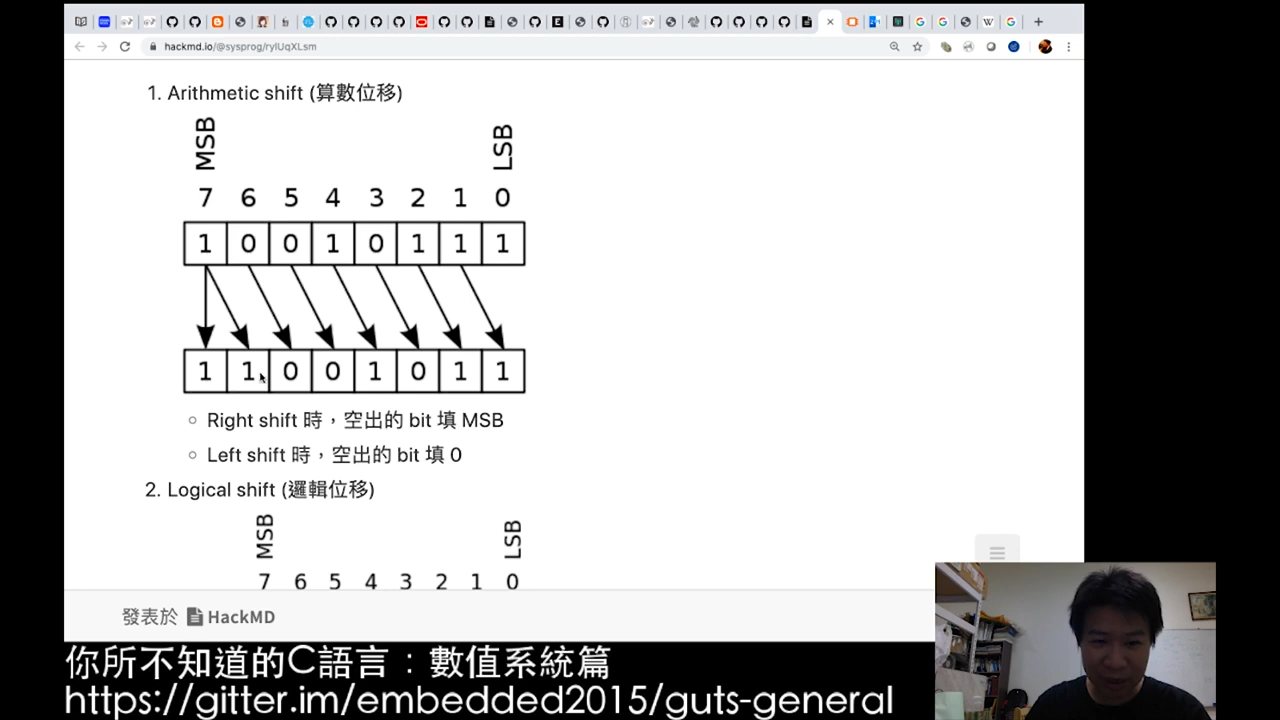 hackmd.io/@sysprog/rylUqXLsm
1. Arithmetic shift (算數位移)
MSB LSB
7 6 5 4 3 2 1 0
1 0 0 1 0 1 1 1
1 1 0 0 1 0 1 1
Right shift 時，空出的 bit 填 MSB
Left shift 時，空出的 bit 填 0
2. Logical shift (邏輯位移)
MSB LSB
7 6 5 4 3 2 1 0
發表於 HackMD
你所不知道的C語言：數值系統篇
https://gitter.im/embedded2015/guts-general